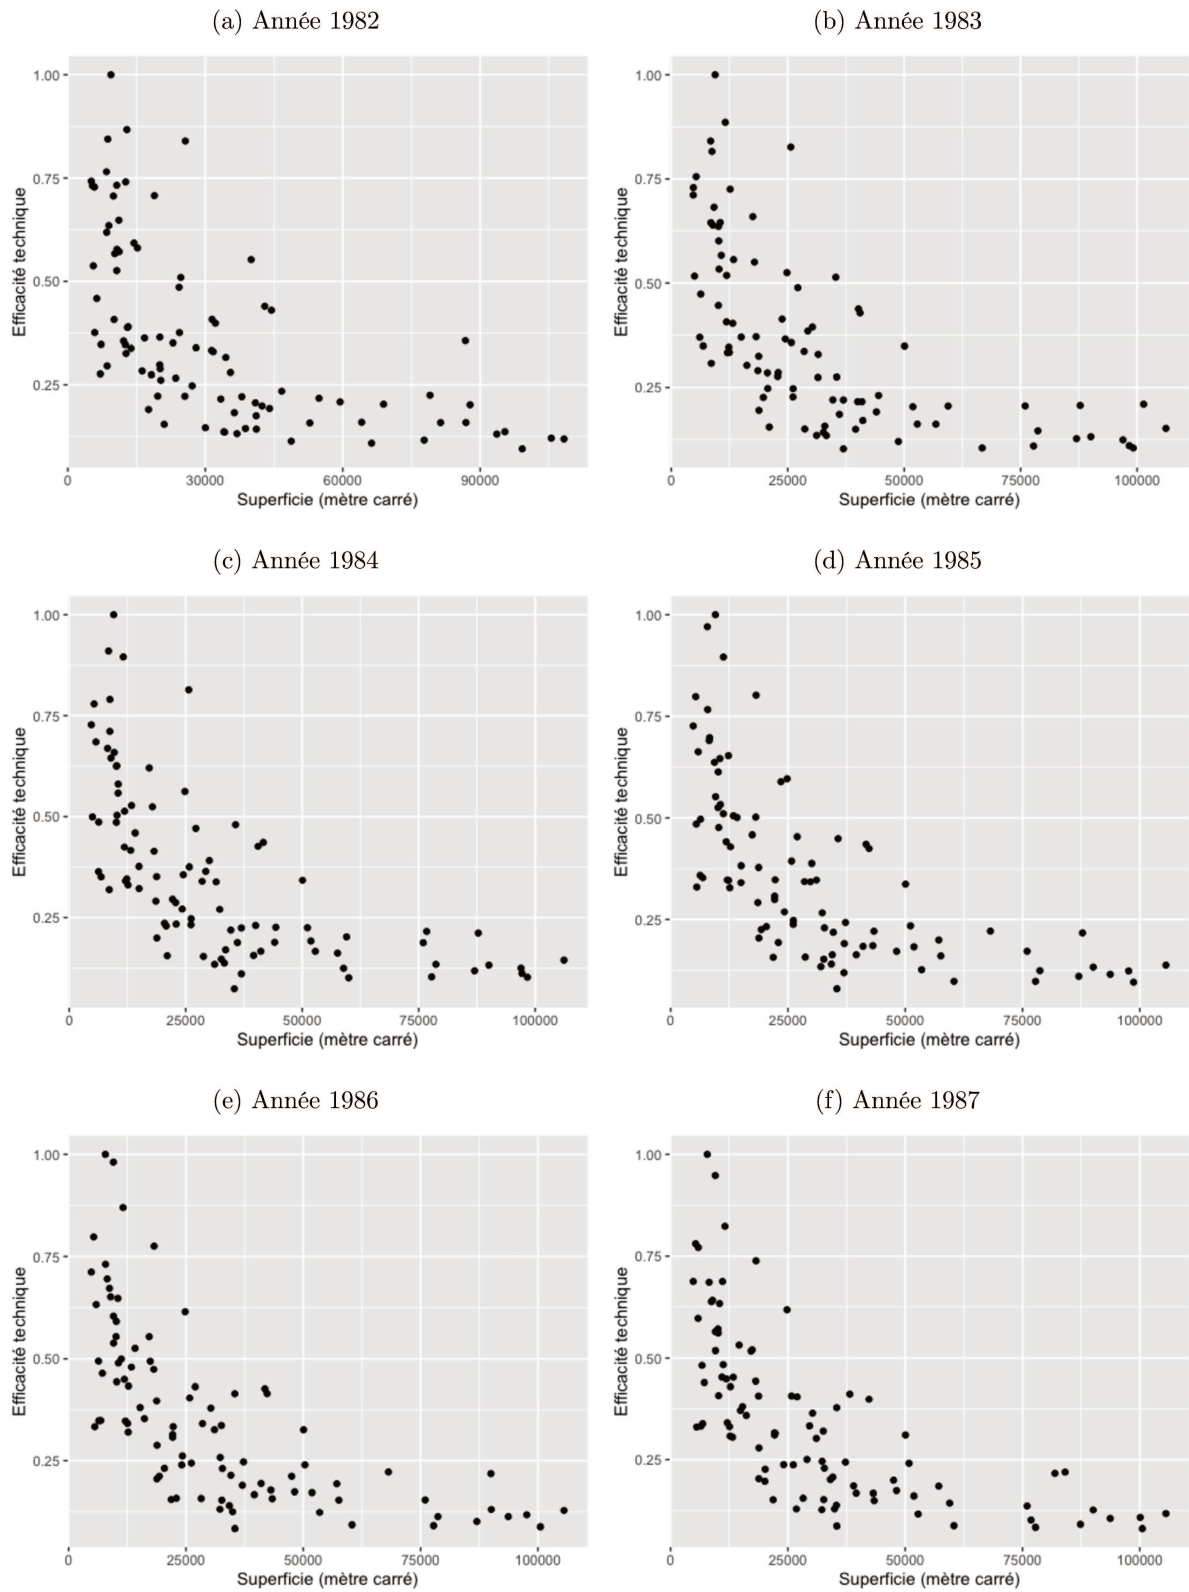 (a) Année 1982
(b) Année 1983
1.00
0.75
0.50
0.25
Efficacité technique
0
30000
60000
90000
Superficie (mètre carré)
1.00
0.75
0.50
0.25
Efficacité technique
0
25000
50000
75000
100000
Superficie (mètre carré)
(c) Année 1984
(d) Année 1985
1.00
0.75
0.50
0.25
Efficacité technique
0
25000
50000
75000
100000
Superficie (mètre carré)
1.00
0.75
0.50
0.25
Efficacité technique
0
25000
50000
75000
100000
Superficie (mètre carré)
(e) Année 1986
(f) Année 1987
1.00
0.75
0.50
0.25
Efficacité technique
0
25000
50000
75000
100000
Superficie (mètre carré)
1.00
0.75
0.50
0.25
Efficacité technique
0
25000
50000
75000
100000
Superficie (mètre carré)